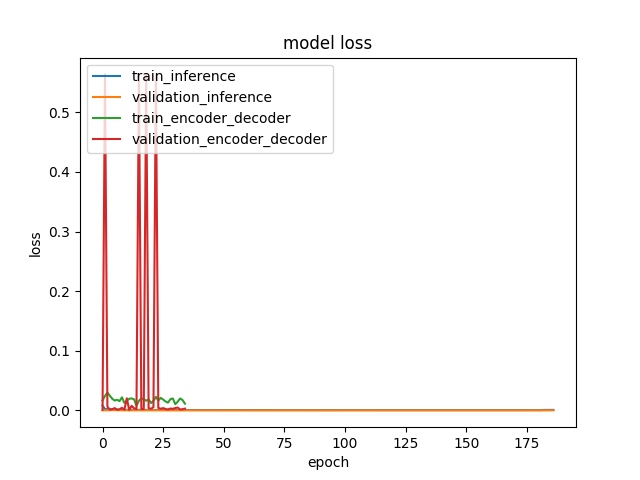 model loss
train_inference
validation_inference
train_encoder_decoder
validation_encoder_decoder
0.5
0.4
0.3
0.2
0.1
0.0
loss
0 25 50 75 100 125 150 175
epoch